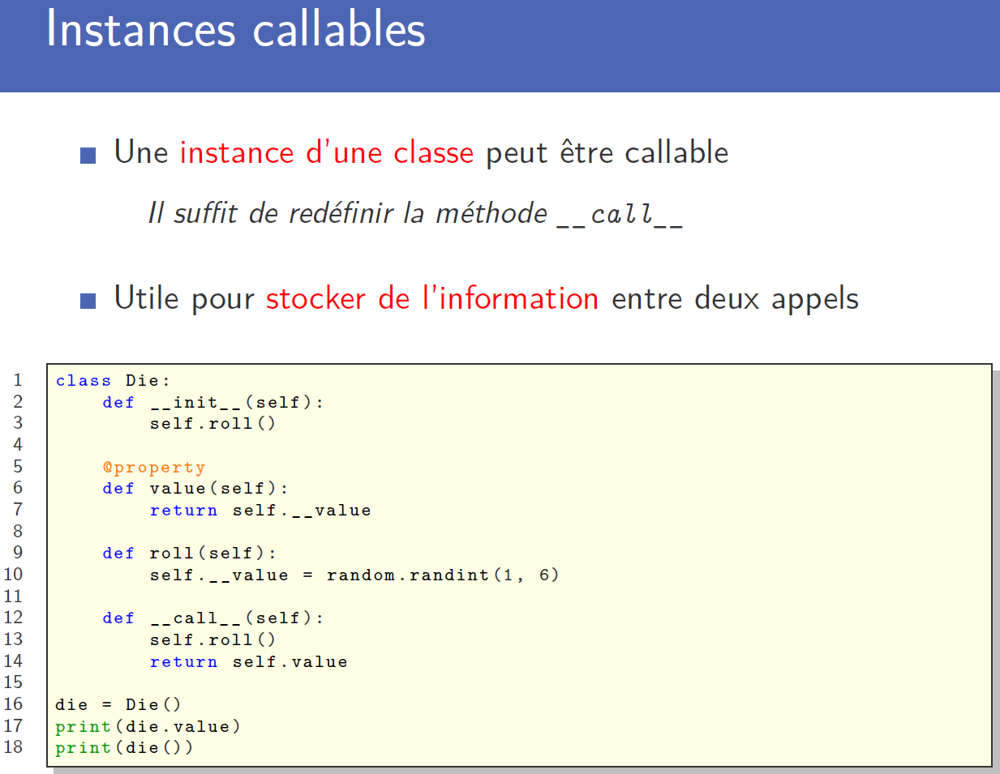 Instances callables
Une instance d'une classe peut être callable
Il suffit de redéfinir la méthode __call__
Utile pour stocker de l'information entre deux appels
1 class Die:
2     def __init__(self):
3         self.roll()
4
5     @property
6     def value(self):
7         return self.__value
8
9     def roll(self):
10         self.__value = random.randint(1, 6)
11
12     def __call__(self):
13         self.roll()
14         return self.value
15
16 die = Die()
17 print(die.value)
18 print(die())